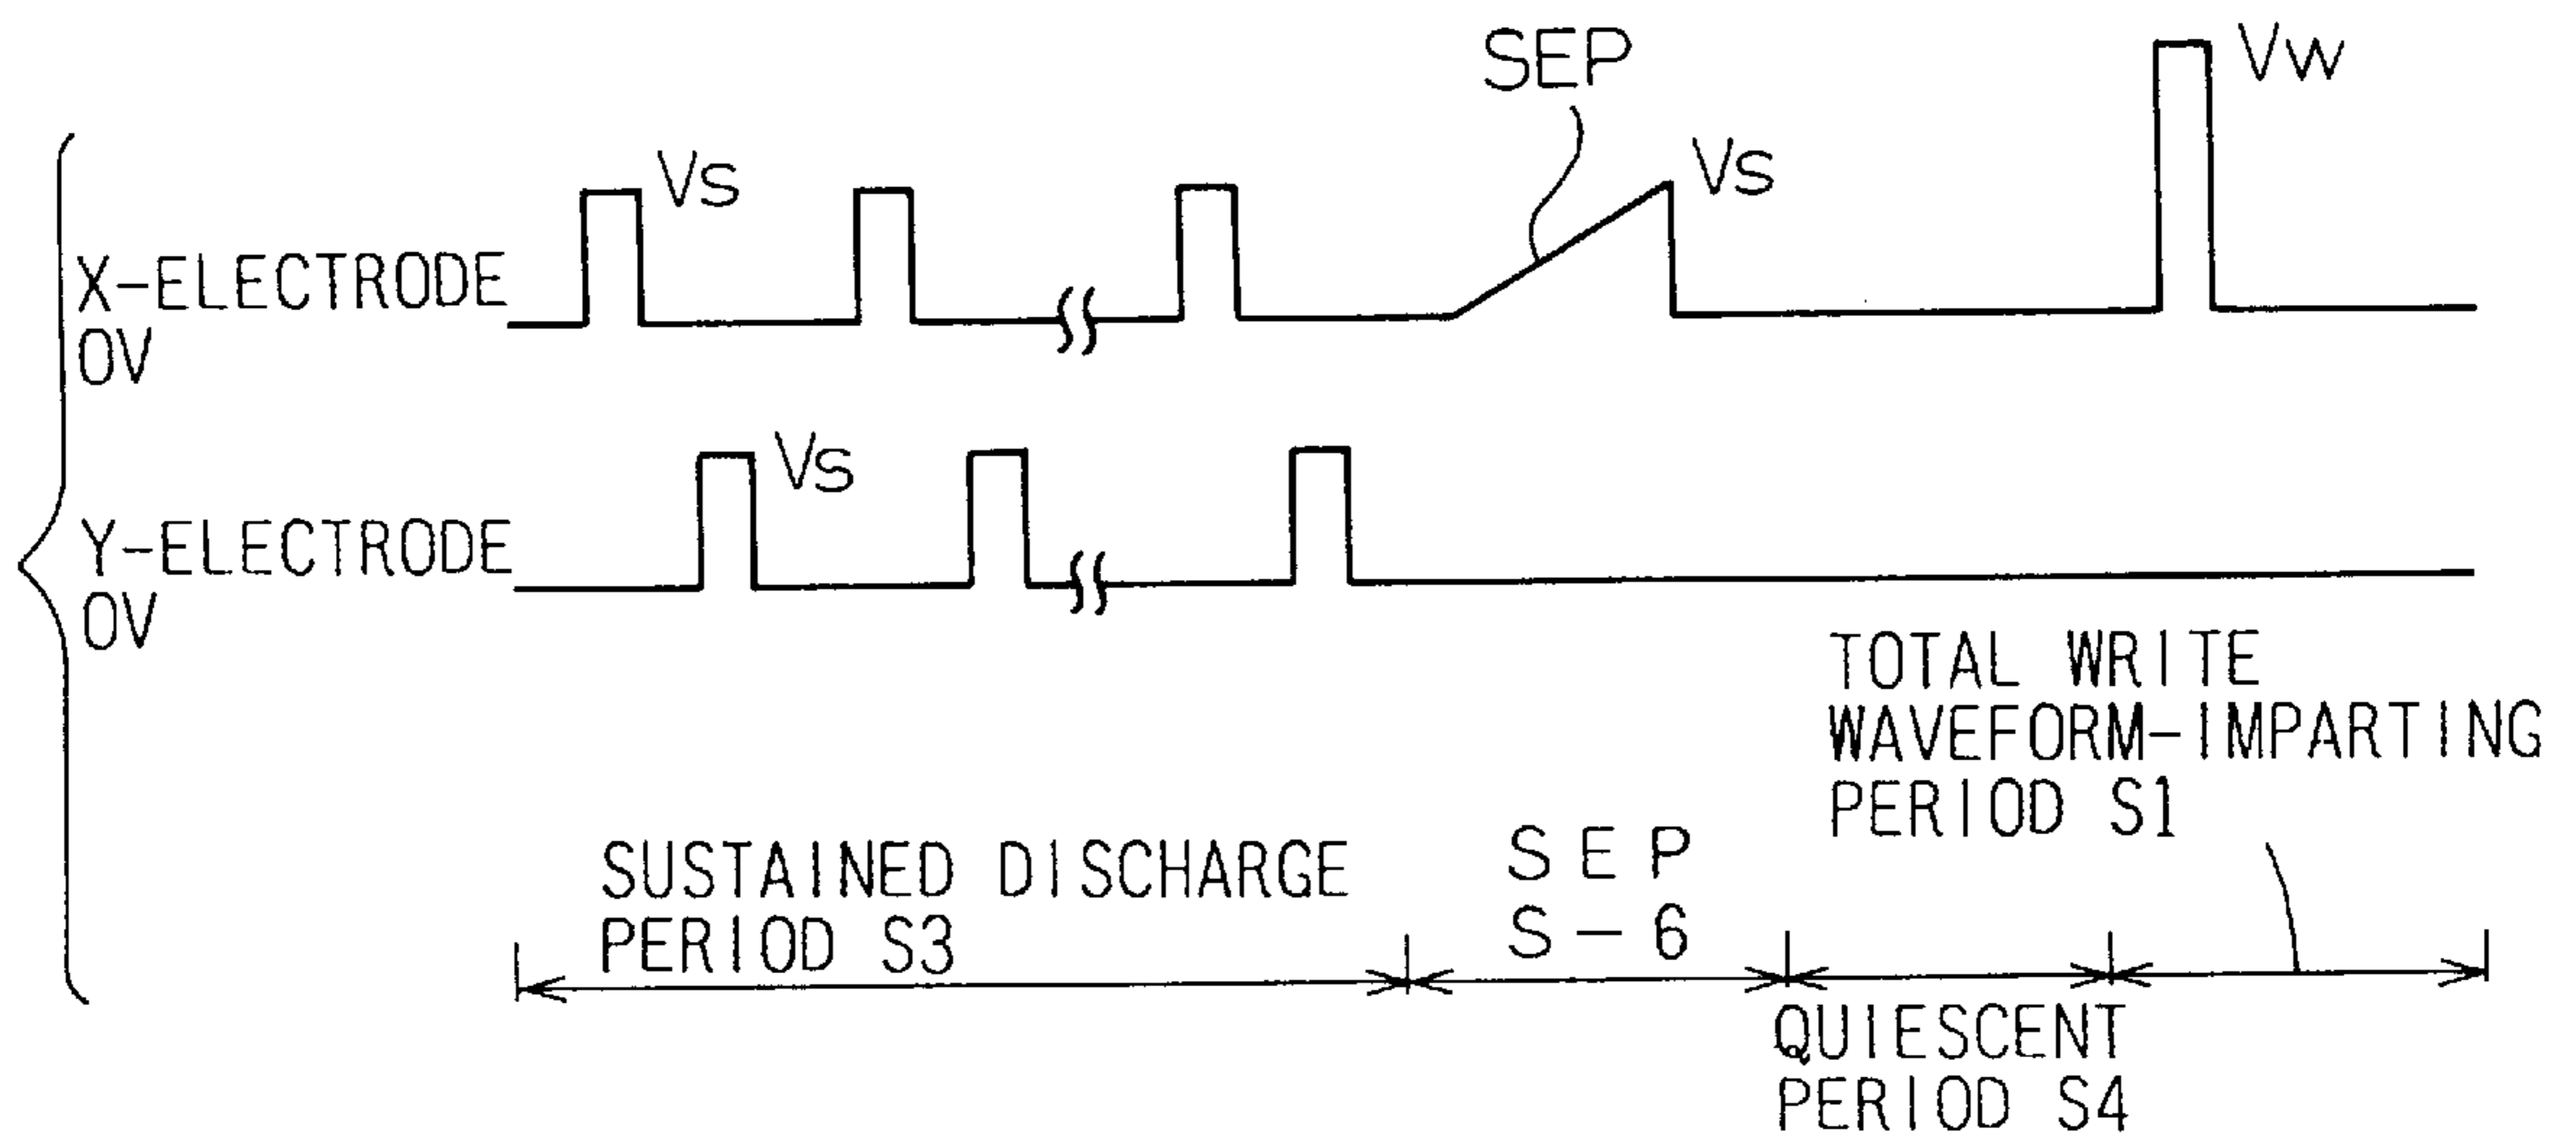 SEP
Vw
Vs
Vs
X-ELECTRODE
0V
Vs
Y-ELECTRODE
0V
TOTAL WRITE
WAVEFORM-IMPARTING
PERIOD S1
SUSTAINED DISCHARGE
PERIOD S3
SEP
S-6
QUIESCENT
PERIOD S4